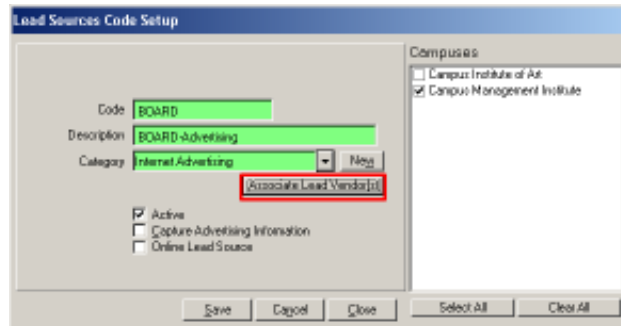 Lead Sources Code Setup
Campuses
Campus Institute of Art
Campus Management Institute
Code BOARD
Description BOARD-Advertising
Category Internet Advertising New
Associate Lead Vendor(s)
Active
Capture Advertising Information
Online Lead Source
Save Cancel Close Select All Clear All